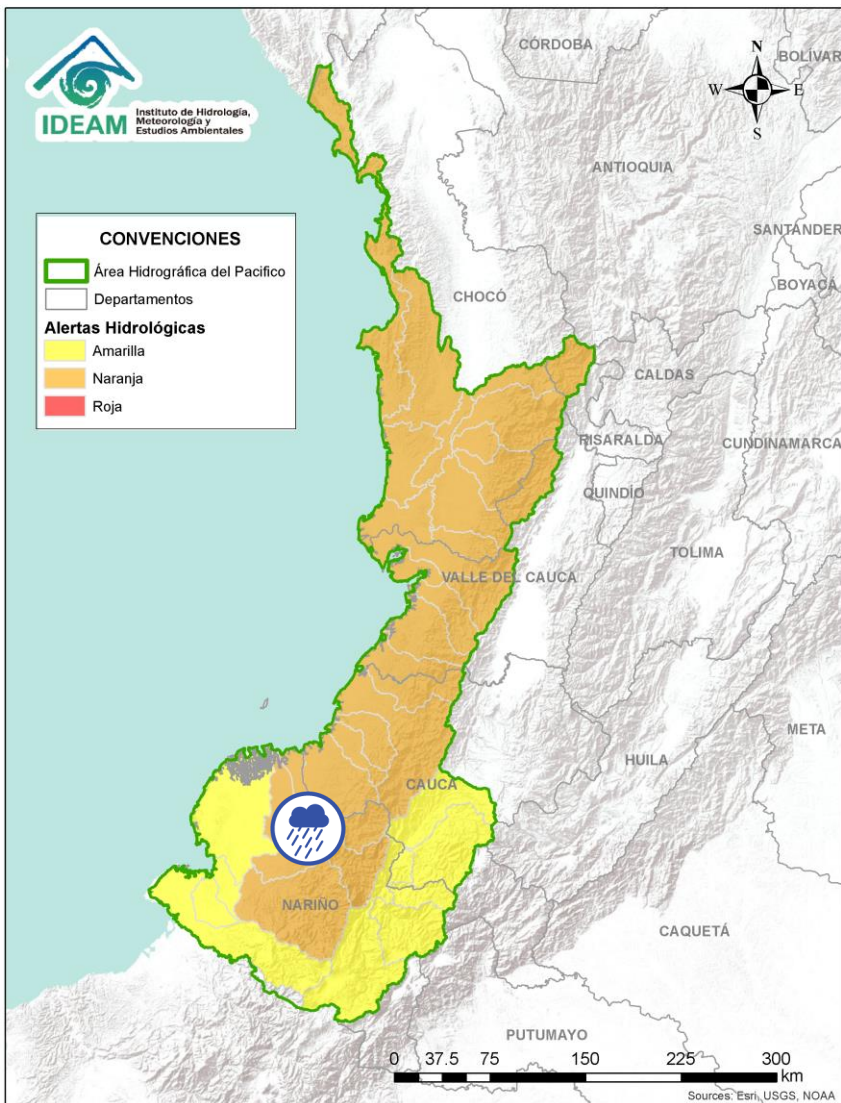 IDEAM
Instituto de Hidrología,
Meteorología y
Estudios Ambientales
CONVENCIONES
Área Hidrográfica del Pacifico
Departamentos
Alertas Hidrológicas
Amarilla
Naranja
Roja
N
W
E
S
CÓRDOBA
BOLÍVAR
ANTIOQUIA
SANTANDER
BOYACÁ
CHOCÓ
CALDAS
RISARALDA
CUNDINAMARCA
QUINDÍO
TOLIMA
VALLE DEL CAUCA
META
HUILA
CAUCA
NARIÑO
CAQUETÁ
PUTUMAYO
0 37.5 75 150 225 300
km
Sources: Esri, USGS, NOAA